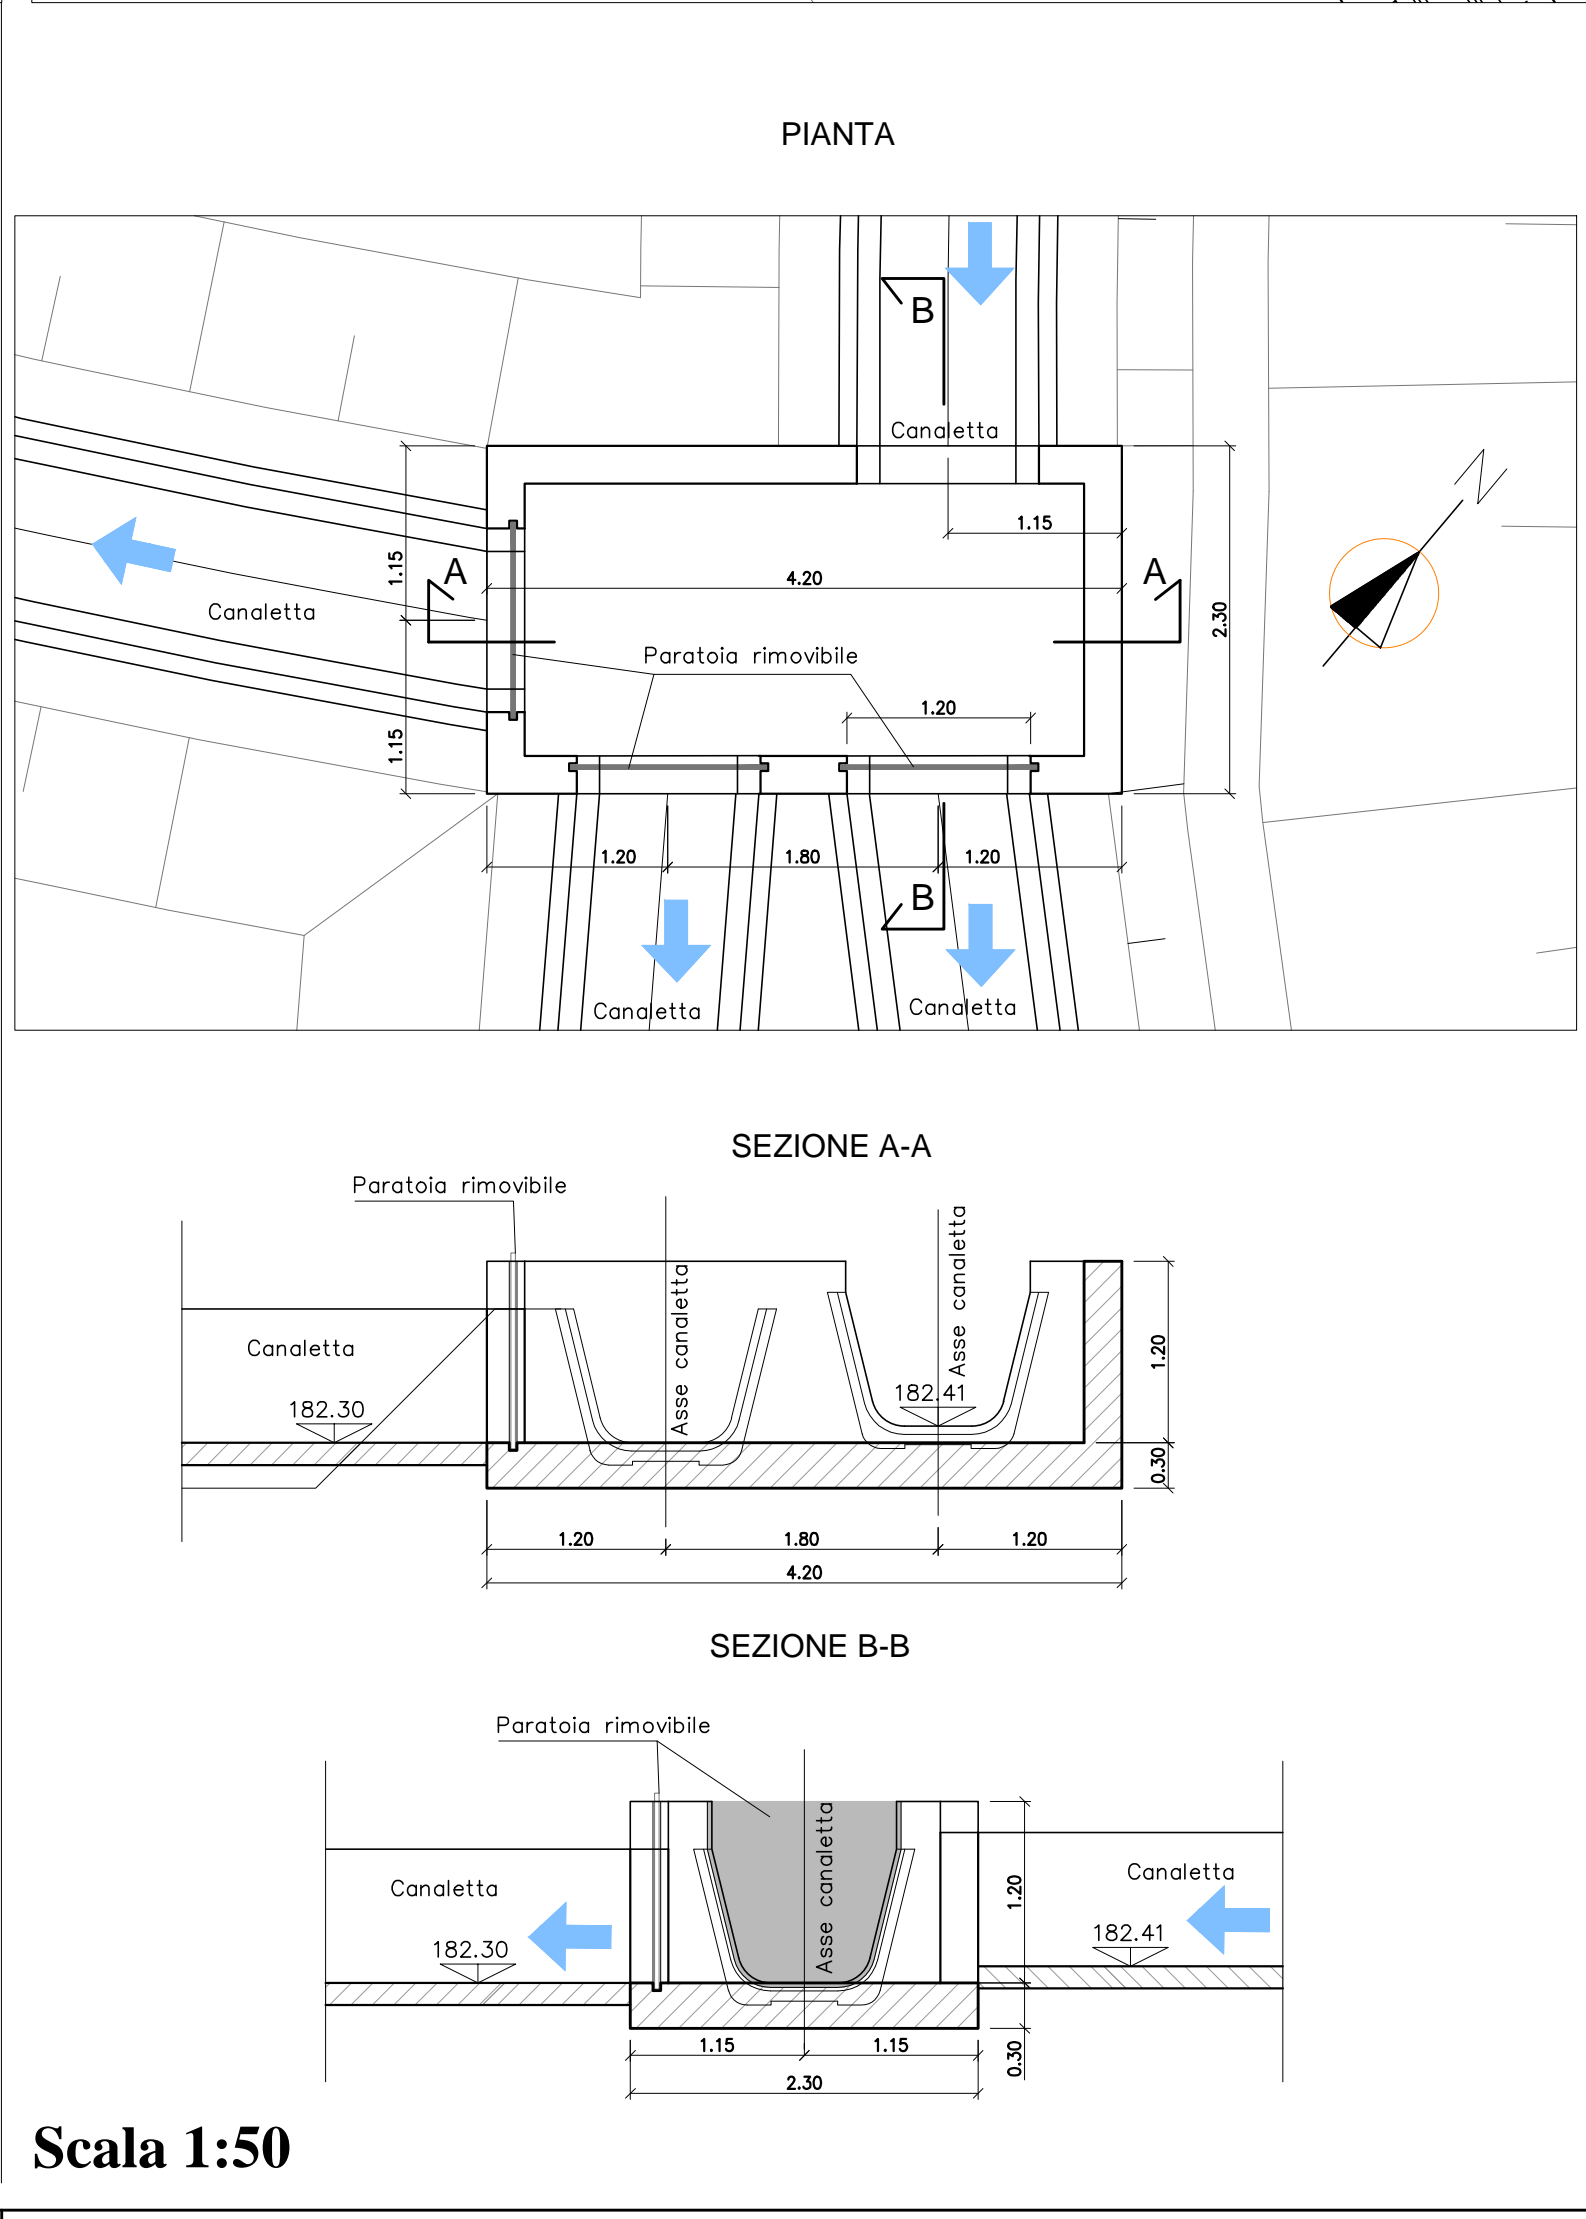 PIANTA
B
Canaletta
N
1.15
A
A
1.15
4.20
Canaletta
2.30
Paratoia rimovibile
1.20
1.15
1.20
1.80
1.20
B
Canaletta
Canaletta
SEZIONE A-A
Paratoia rimovibile
Asse canaletta
Asse canaletta
Canaletta
1.20
182.41
182.30
0.30
1.20
1.80
1.20
4.20
SEZIONE B-B
Paratoia rimovibile
Asse canaletta
Canaletta
Canaletta
1.20
182.41
182.30
1.15
1.15
0.30
2.30
Scala 1:50